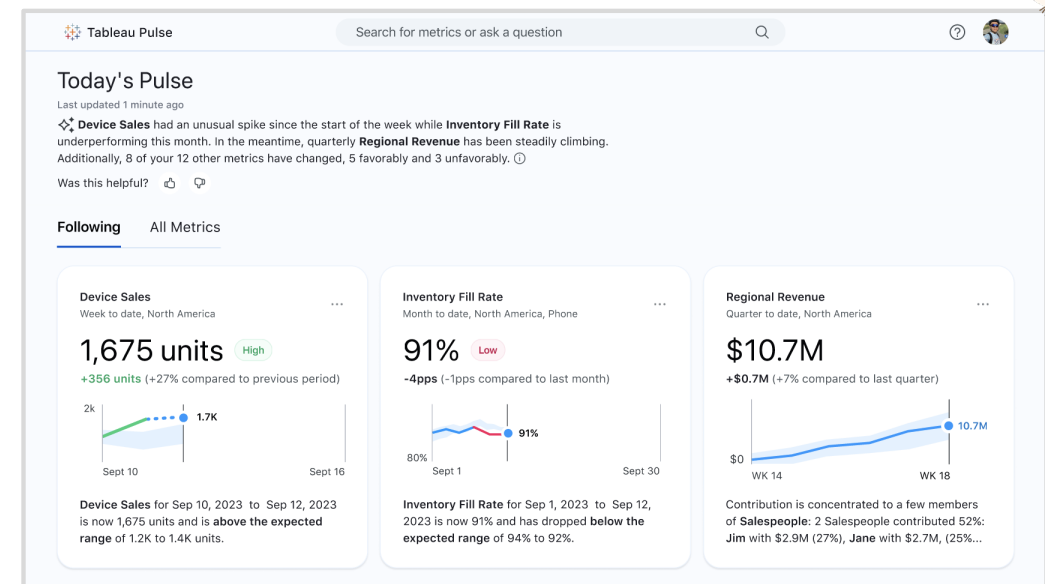 Tableau Pulse
Search for metrics or ask a question
Today's Pulse
Last updated 1 minute ago
Device Sales had an unusual spike since the start of the week while Inventory Fill Rate is
underperforming this month. In the meantime, quarterly Regional Revenue has been steadily climbing.
Additionally, 8 of your 12 other metrics have changed, 5 favorably and 3 unfavorably.
Was this helpful?
Following All Metrics
Device Sales
Week to date, North America
1,675 units High
+356 units (+27% compared to previous period)
2k
1.7K
Sept 10 Sept 16
Device Sales for Sep 10, 2023 to Sep 12, 2023
is now 1,675 units and is above the expected
range of 1.2K to 1.4K units.
Inventory Fill Rate
Month to date, North America, Phone
91% Low
-4pps (-1pps compared to last month)
91%
80%
Sept 1 Sept 30
Inventory Fill Rate for Sep 1, 2023 to Sep 12,
2023 is now 91% and has dropped below the
expected range of 94% to 92%.
Regional Revenue
Quarter to date, North America
$10.7M
+$0.7M (+7% compared to last quarter)
10.7M
$0
WK 14 WK 18
Contribution is concentrated to a few members
of Salespeople: 2 Salespeople contributed 52%:
Jim with $2.9M (27%), Jane with $2.7M, (25%...